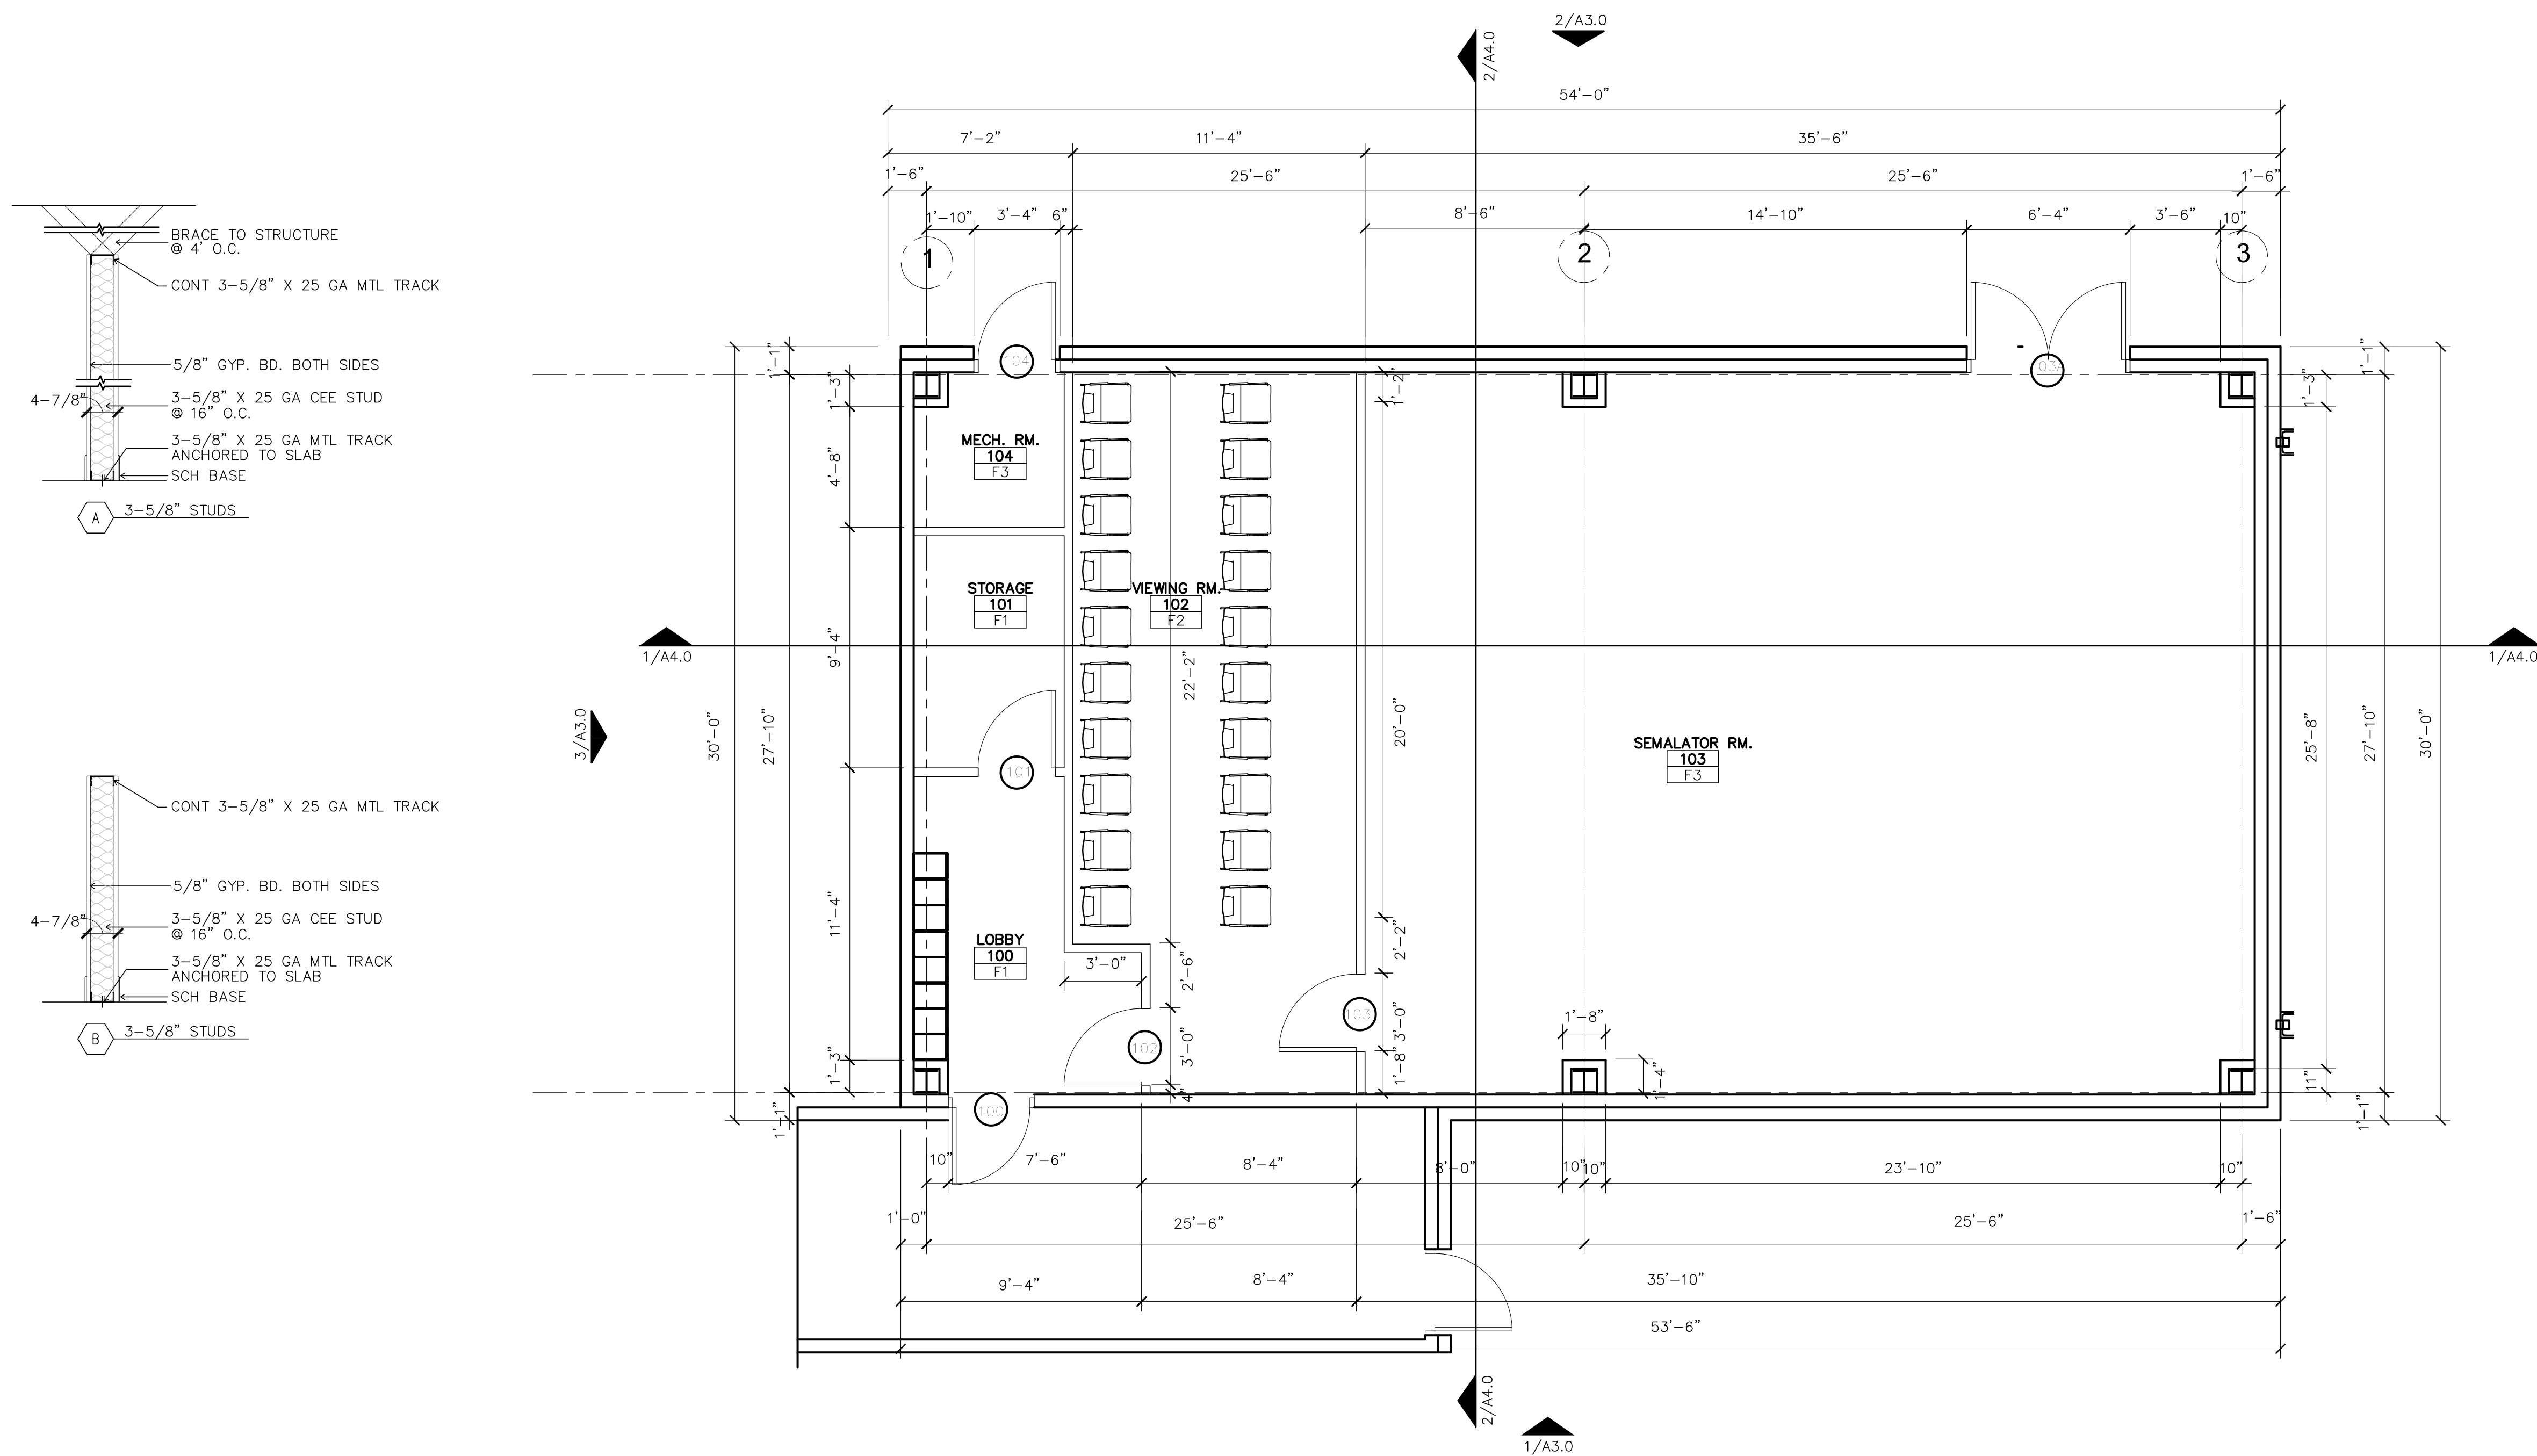 2/A3.0
2/A4.0
54'-0"
7'-2"
11'-4"
35'-6"
1'-6"
25'-6"
25'-6"
1'-6"
1'-10"
3'-4"
6"
8'-6"
14'-10"
6'-4"
3'-6"
10"
1
2
3
BRACE TO STRUCTURE
@ 4' O.C.
CONT 3-5/8" X 25 GA MTL TRACK
5/8" GYP. BD. BOTH SIDES
4-7/8"
3-5/8" X 25 GA CEE STUD
@ 16" O.C.
3-5/8" X 25 GA MTL TRACK
ANCHORED TO SLAB
SCH BASE
A
3-5/8" STUDS
CONT 3-5/8" X 25 GA MTL TRACK
5/8" GYP. BD. BOTH SIDES
4-7/8"
3-5/8" X 25 GA CEE STUD
@ 16" O.C.
3-5/8" X 25 GA MTL TRACK
ANCHORED TO SLAB
SCH BASE
B
3-5/8" STUDS
3/A3.0
1/A4.0
30'-0"
27'-10"
1'-1"
1'-3"
4'-8"
9'-4"
11'-4"
1'-3"
1'-1"
104
MECH. RM.
104
F3
STORAGE
101
F1
VIEWING RM.
102
F2
22'-2"
101
LOBBY
100
F1
3'-0"
2'-6"
3'-0"
4"
102
100
1'-2"
20'-0"
2'-2"
3'-0"
1'-8"
103
SEMALATOR RM.
103
F3
1'-8"
1'-4"
03A
1'-1"
1'-3"
25'-8"
27'-10"
30'-0"
11"
1'-1"
1/A4.0
10"
7'-6"
8'-4"
8'-0"
10"
10"
23'-10"
10"
1'-0"
25'-6"
25'-6"
1'-6"
9'-4"
8'-4"
35'-10"
53'-6"
2/A4.0
1/A3.0